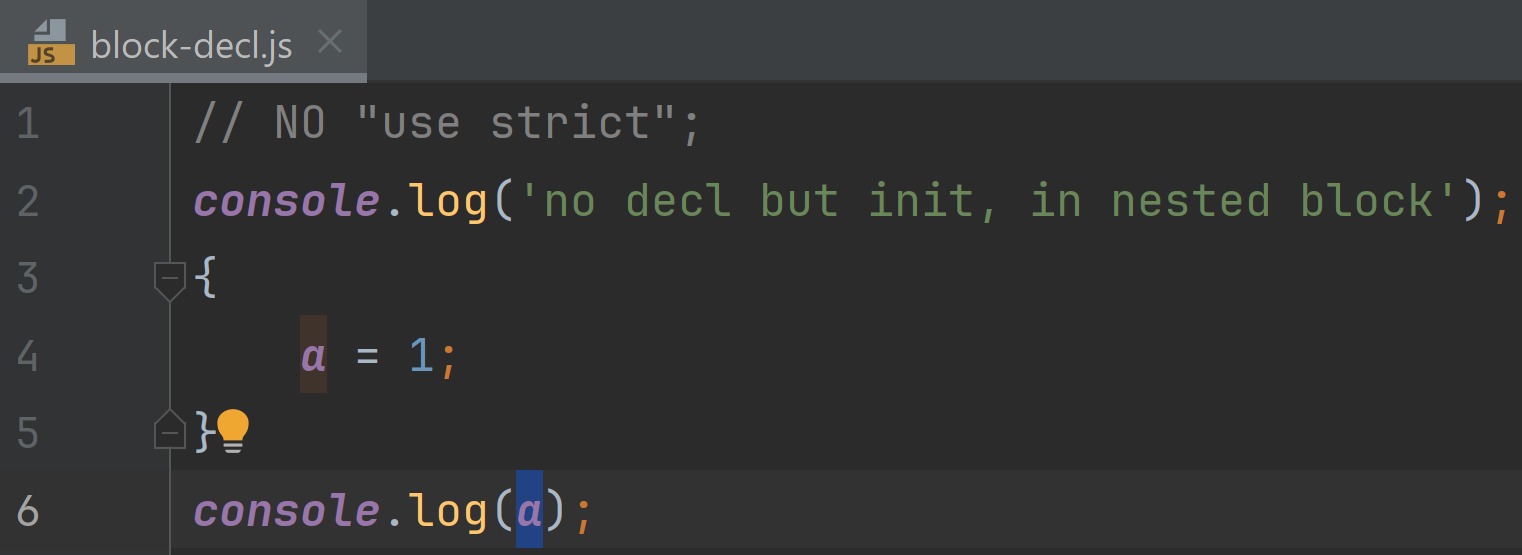 JS block-decl.js
1 // NO "use strict";
2 console.log('no decl but init, in nested block');
3 {
4     a = 1;
5 }
6 console.log(a);